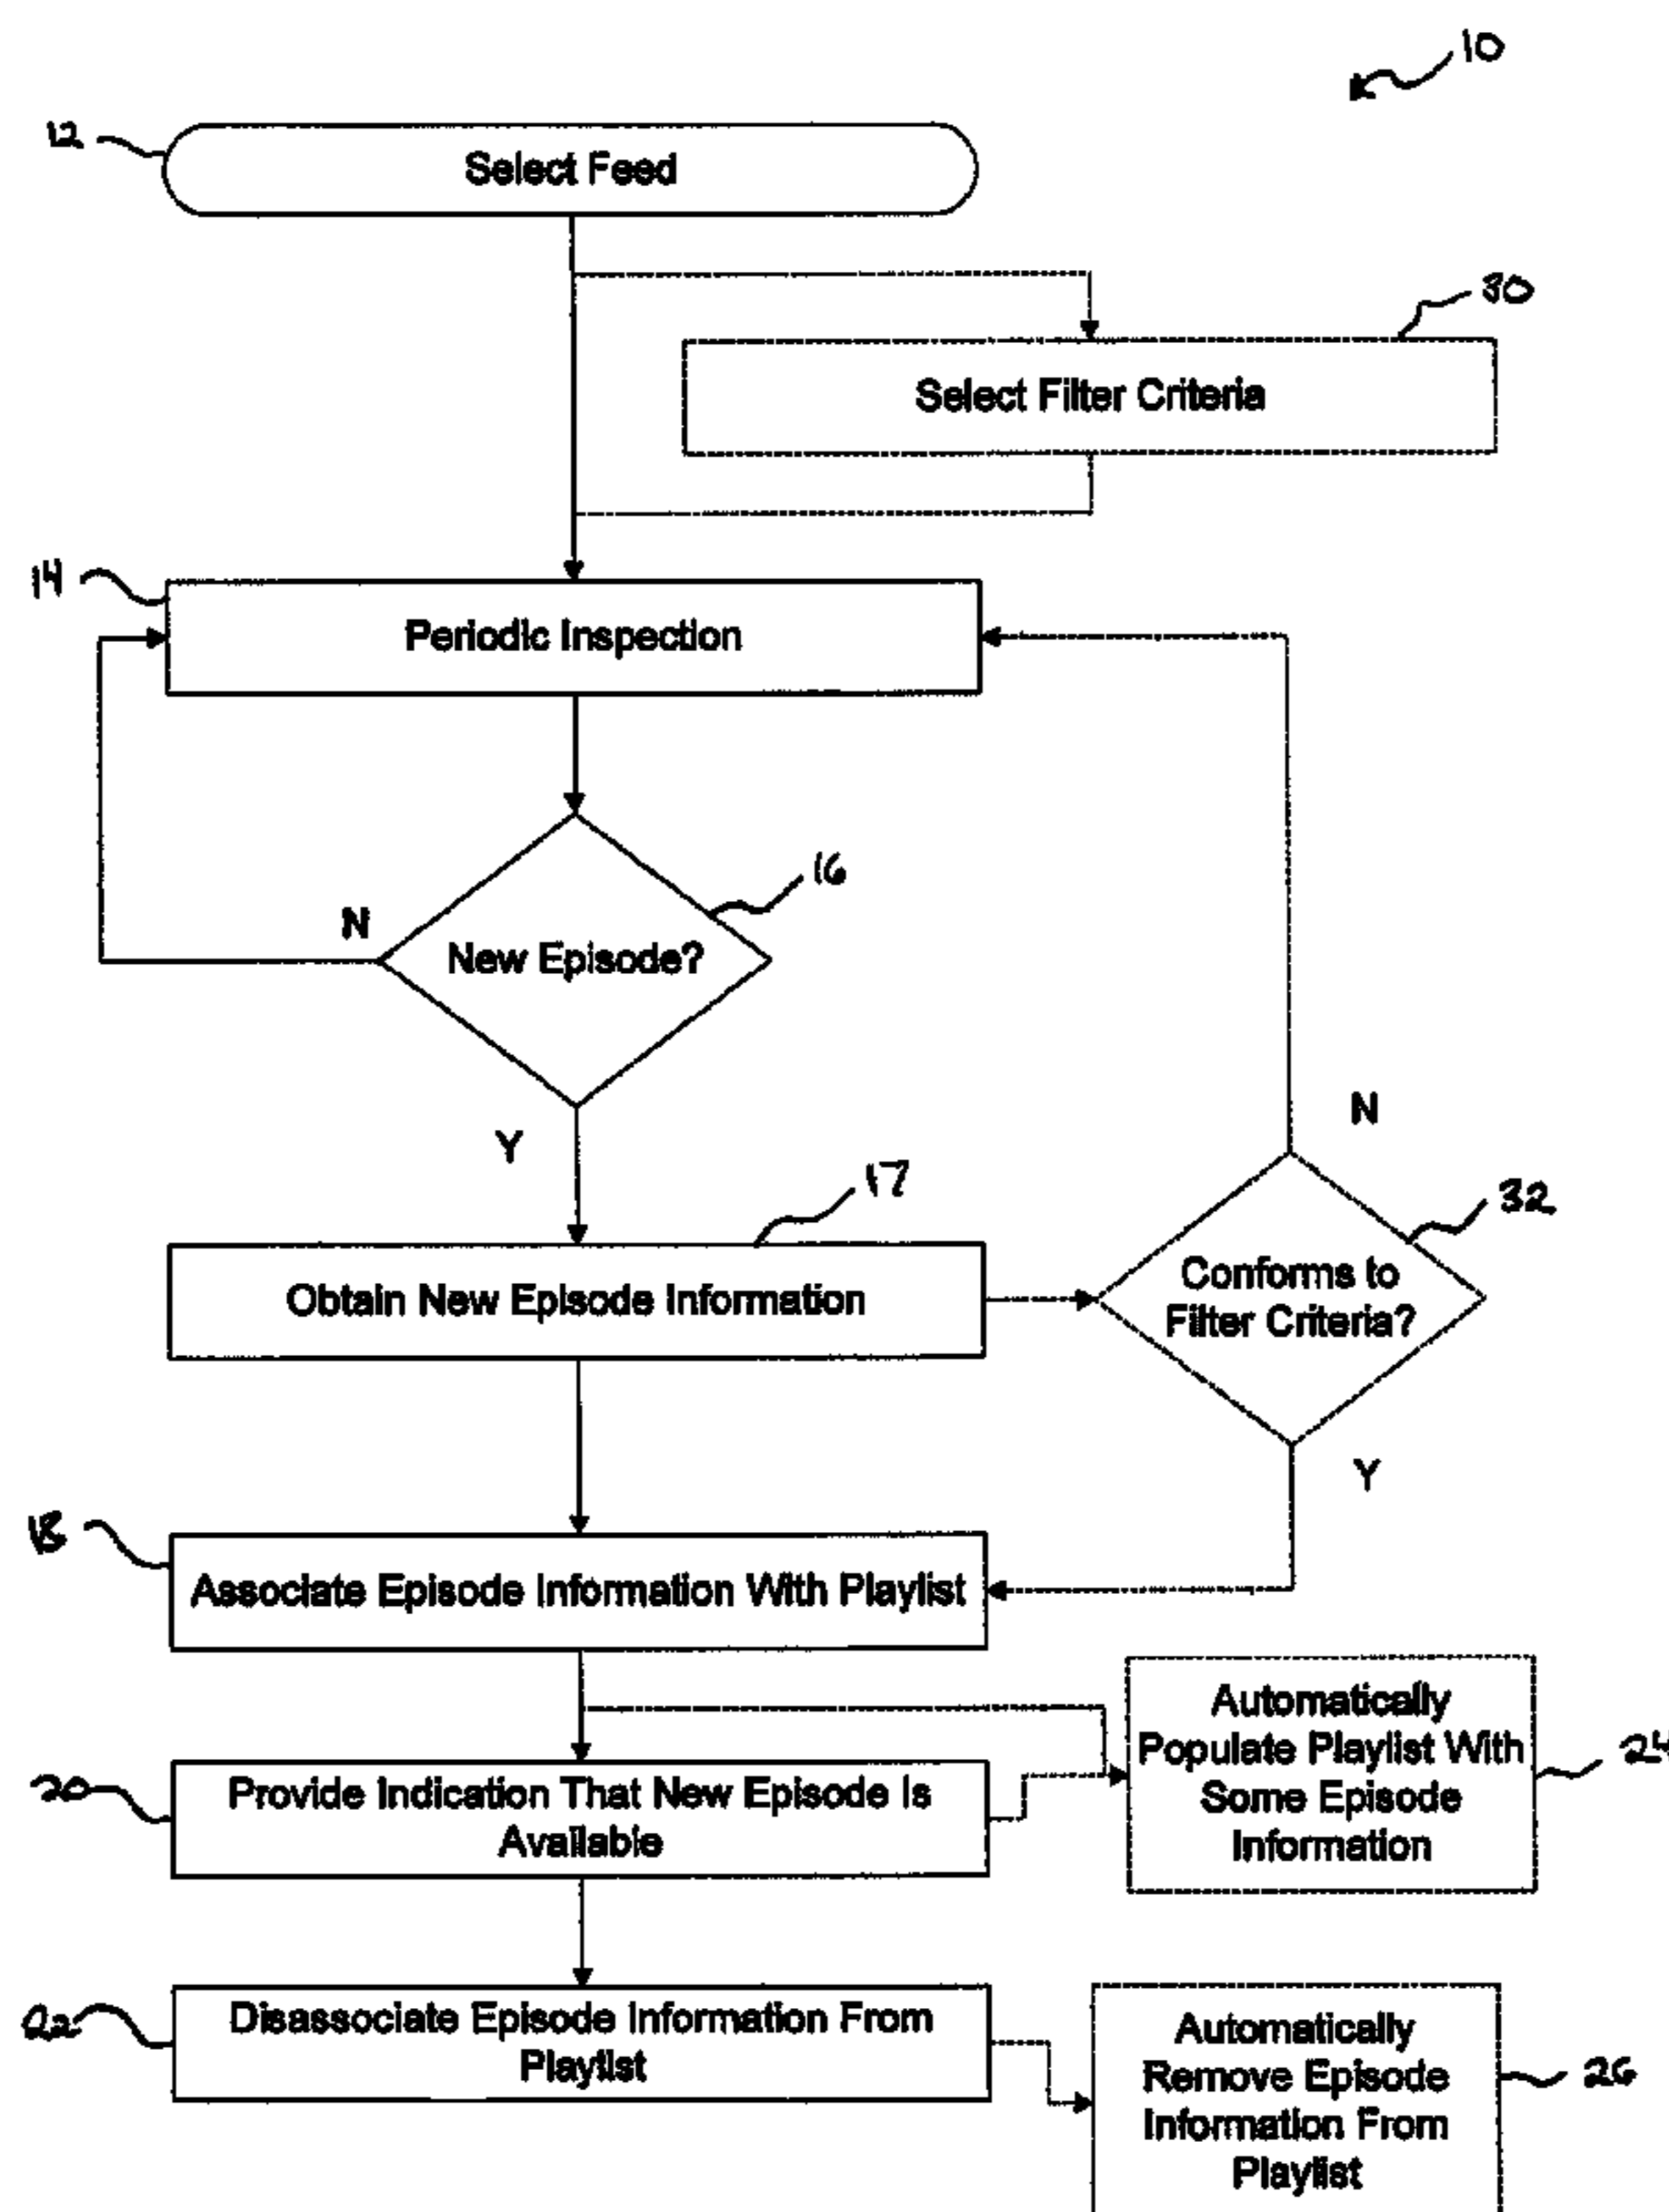 10
12
Select Feed
30
Select Filter Criteria
14
Periodic Inspection
16
N
New Episode?
Y
N
17
32
Obtain New Episode Information
Conforms to
Filter Criteria?
Y
18
Associate Episode Information With Playlist
20
Provide Indication That New Episode Is
Available
Automatically
Populate Playlist With
Some Episode
Information
24
22
Disassociate Episode Information From
Playlist
Automatically
Remove Episode
Information From
Playlist
26